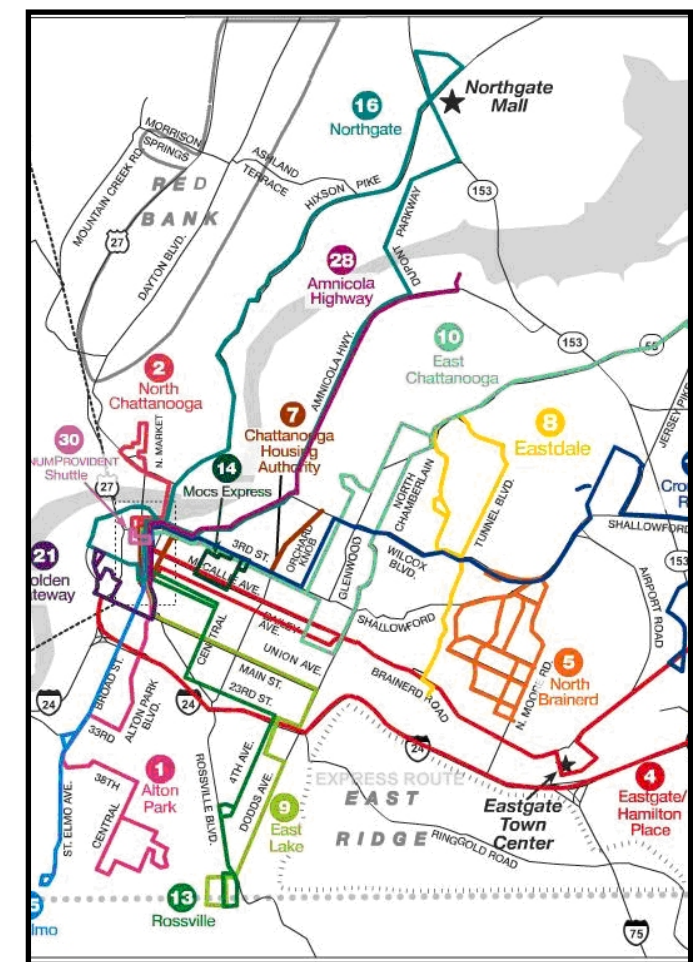 16
Northgate
Northgate
Mall
MORRISON
SPRINGS
ASHLAND
TERRACE
MOUNTAIN CREEK RD.
RED
BANK
HIXSON PIKE
153
27
DAYTON BLVD.
DUPONT PARKWAY
28
Amnicola
Highway
AMNICOLA HWY.
153
10
East
Chattanooga
JERSEY PIKE
2
North
Chattanooga
N. MARKET
7
Chattanooga
Housing
Authority
8
Eastdale
30
NUMPROVIDENT
Shuttle
27
14
Mocs Express
NORTH
CHAMBERLAIN
TUNNEL BLVD.
SHALLOWFORD
21
olden
ateway
3RD ST.
ORCHARD
KNOB
GLENWOOD
WILCOX
BLVD.
153
MCCALLIE AVE.
SHALLOWFORD
AIRPORT ROAD
CENTRAL
BAILEY
AVE.
UNION AVE.
MAIN ST.
23RD ST.
BRAINERD ROAD
N. MOORE RD
5
North
Brainerd
24
BROAD ST.
33RD
ALTON PARK
BLVD.
24
24
1
Alton
Park
38TH
CENTRAL
ST. ELMO AVE.
ROSSVILLE BLVD.
4TH AVE.
DODDS AVE.
9
East
Lake
EXPRESS ROUTE
EAST
RIDGE
RINGGOLD ROAD
Eastgate
Town
Center
4
Eastgate/
Hamilton
Place
13
Rossville
lmo
75